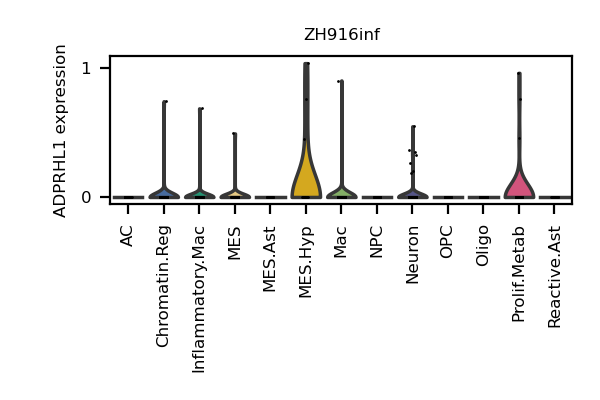 ZH916inf
ADPRHL1 expression
1
0
AC
Chromatin.Reg
Inflammatory.Mac
MES
MES.Ast
MES.Hyp
Mac
NPC
Neuron
OPC
Oligo
Prolif.Metab
Reactive.Ast